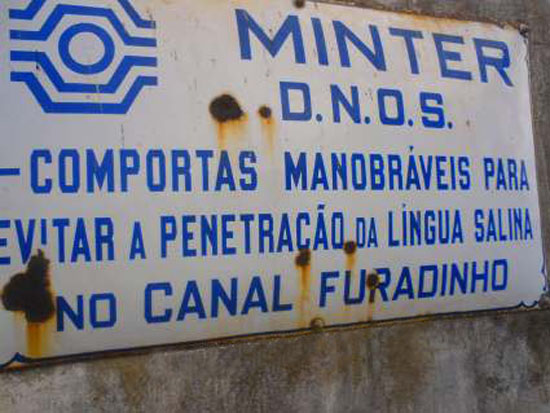 MINTER
D.N.O.S.
-COMPORTAS MANOBRÁVEIS PARA
EVITAR A PENETRAÇÃO DA LÍNGUA SALINA
NO CANAL FURADINHO